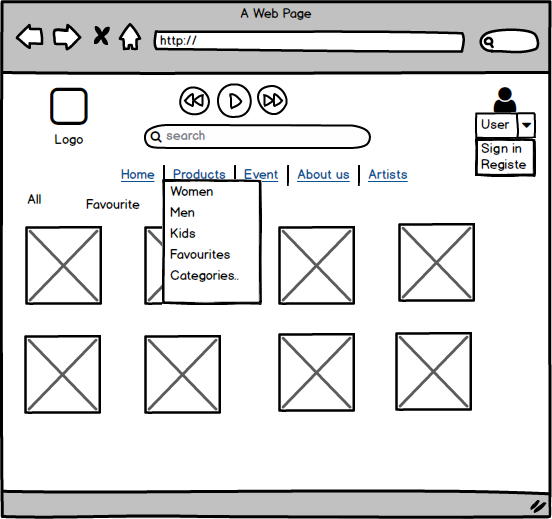 A Web Page
http://
search
Logo
User
Sign in
Registe
Home Products Event About us Artists
Women
Men
Kids
Favourites
Categories..
All
Favourite